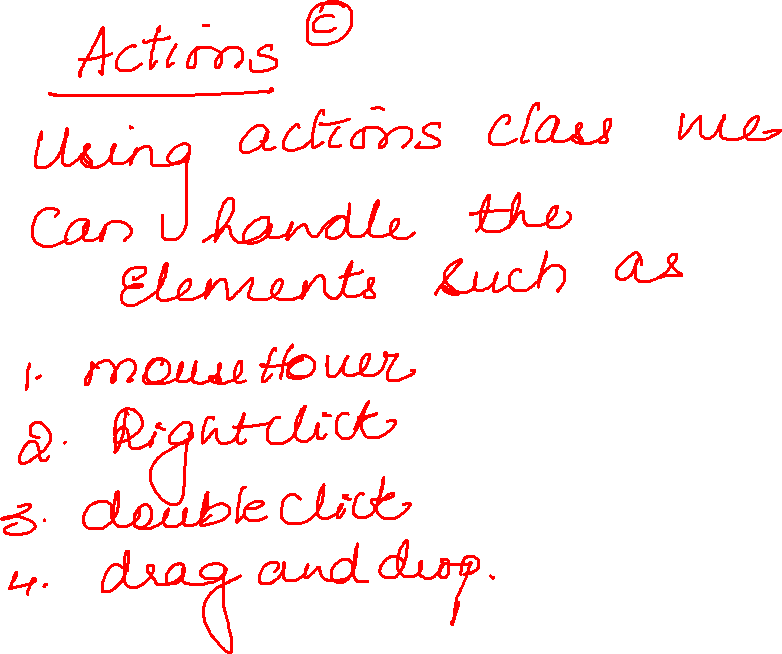 Actions ©
Using actions class we
can handle the
Elements such as
1. mouseHover
2. Rightclick
3. doubleclick
4. drag and drop.